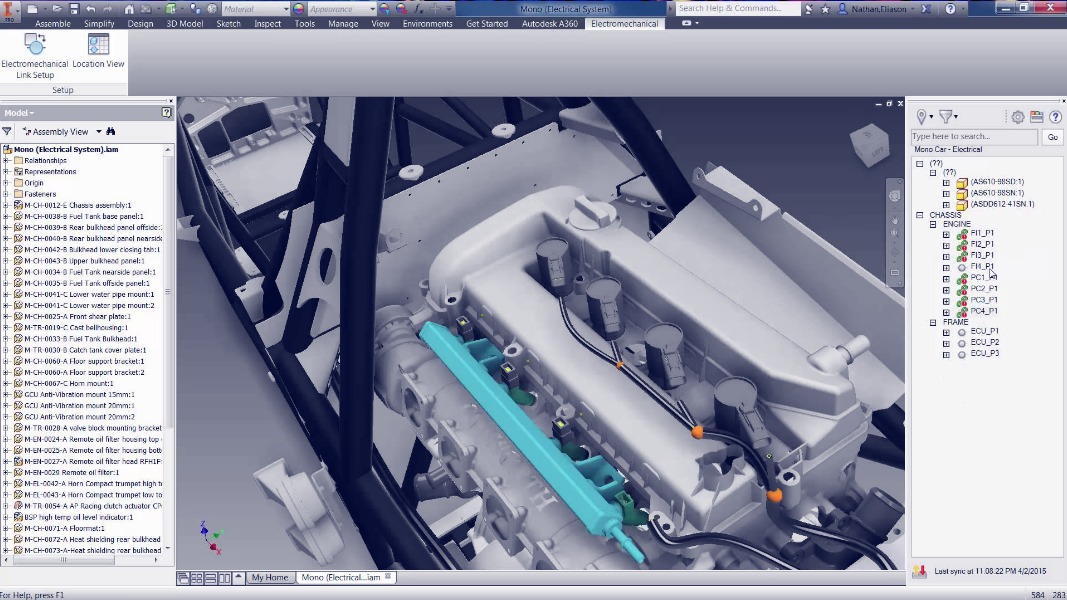 PRO
Material
Appearance
Mono (Electrical System)
Search Help & Commands...
Nathan.Eliason
Assemble Simplify Design 3D Model Sketch Inspect Tools Manage View Environments Get Started Autodesk A360 Electromechanical
Electromechanical
Link Setup
Location View
Setup
Model
Assembly View
Mono (Electrical System).iam
Relationships
Representations
Origin
Fasteners
M-CH-0012-E Chassis assembly:1
M-CH-0038-B Fuel Tank base panel:1
M-CH-0039-B Rear bulkhead panel offside:
M-CH-0040-B Rear bulkhead panel nearside
M-CH-0042-B Bulkhead lower closing tab:1
M-CH-0043-B Upper bulkhead panel:1
M-CH-0034-B Fuel Tank nearside panel:1
M-CH-0035-B Fuel Tank offside panel:1
M-CH-0041-C Lower water pipe mount:1
M-CH-0041-C Lower water pipe mount:2
M-CH-0025-A Front shear plate:1
M-TR-0019-C Cast bellhousing:1
M-CH-0033-B Fuel Tank Bulkhead:1
M-TR-0030-B Catch tank cover plate:1
M-CH-0060-A Floor support bracket:1
M-CH-0060-A Floor support bracket:2
M-CH-0067-C Horn mount:1
GCU Anti-Vibration mount 15mm:1
GCU Anti-Vibration mount 20mm:1
GCU Anti-Vibration mount 20mm:2
M-TR-0028-A valve block mounting bracket
M-EN-0024-A Remote oil filter housing top
M-EN-0025-A Remote oil filter housing bott
M-EN-0027-A Remote oil filter head RFH1F:
M-EN-0029 Remote oil filter:1
M-EL-0042-A Horn Compact trumpet high t
M-EL-0043-A Horn Compact trumpet low to
M-TR-0054-A AP Racing clutch actuator CP
BSP high temp oil level indicator:1
M-CH-0071-A Floormat:1
M-CH-0072-A Heat shielding rear bulkhead
M-CH-0073-A Heat shielding rear bulkhead
LEFT
Z
X
Type here to search...
Go
Mono Car - Electrical
(??)
(??)
(AS610-98SD:1)
(AS610-98SN:1)
(ASDD612-41SN:1)
CHASSIS
ENGINE
FI1_P1
FI2_P1
FI3_P1
FI4_P1
PC1_P1
PC2_P1
PC3_P1
PC4_P1
FRAME
ECU_P1
ECU_P2
ECU_P3
My Home
Mono (Electrical....iam
Last sync at 11:08:22 PM 4/2/2015
For Help, press F1
584 283